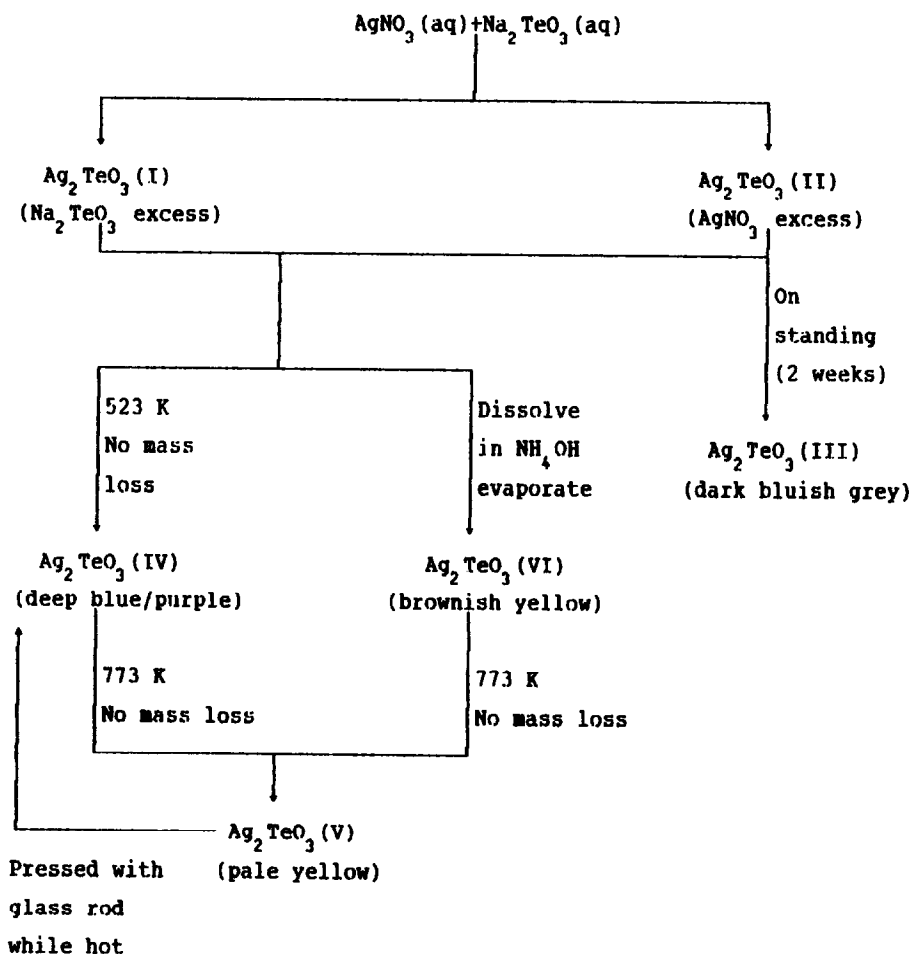 AgNO₃(aq)+Na₂TeO₃(aq)
Ag₂TeO₃(I)
(Na₂TeO₃ excess)
Ag₂TeO₃(II)
(AgNO₃ excess)
On
standing
(2 weeks)
Ag₂TeO₃(III)
(dark bluish grey)
523 K
No mass
loss
Dissolve
in NH₄OH
evaporate
Ag₂TeO₃(IV)
(deep blue/purple)
Ag₂TeO₃(VI)
(brownish yellow)
773 K
No mass loss
773 K
No mass loss
Ag₂TeO₃(V)
(pale yellow)
Pressed with
glass rod
while hot